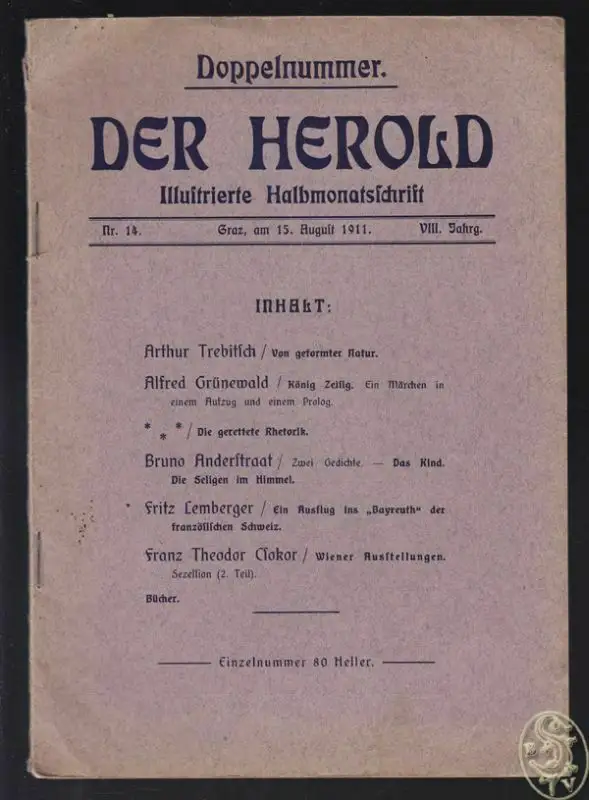 Doppelnummer.
DER HEROLD
Illustrierte Halbmonatsschrift
Nr. 14. Graz, am 15. August 1911. VIII. Jahrg.
INHALT:
Arthur Trebitsch / Von geformter Natur.
Alfred Grünewald / König Zeisig. Ein Märchen in
einem Aufzug und einem Prolog.
* * * / Die gerettete Rhetorik.
Bruno Anderstraat / Zwei Gedichte. — Das Kind.
Die Seligen im Himmel.
Fritz Lemberger / Ein Ausflug ins „Bayreuth" der
französischen Schweiz.
Franz Theodor Csokor / Wiener Ausstellungen.
Sezession (2. Teil).
Bücher.
Einzelnummer 80 Heller.